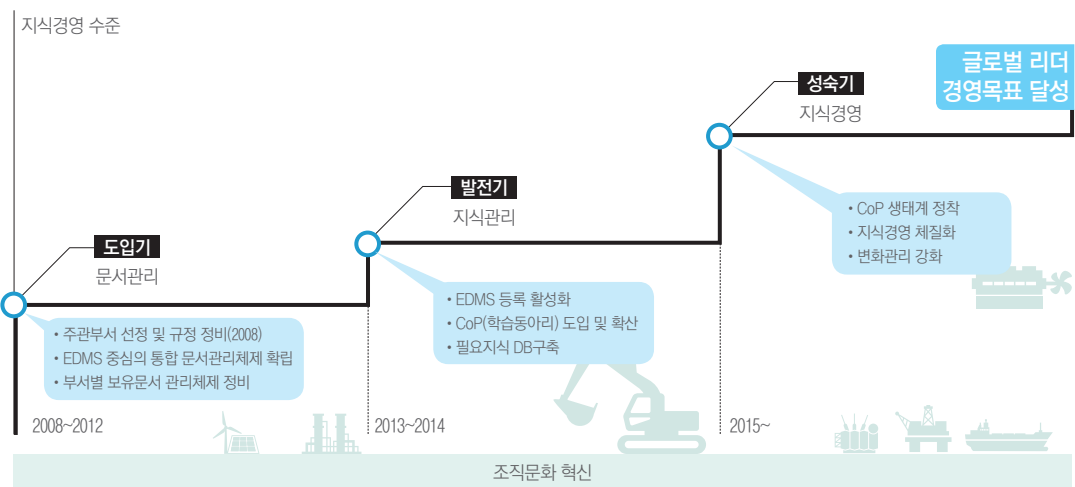 지식경영 수준
글로벌 리더
경영목표 달성
성숙기
지식경영
• CoP 생태계 정착
• 지식경영 체질화
• 변화관리 강화
발전기
지식관리
• EDMS 등록 활성화
• CoP(학습동아리) 도입 및 확산
• 필요지식 DB구축
도입기
문서관리
• 주관부서 선정 및 규정 정비(2008)
• EDMS 중심의 통합 문서관리체제 확립
• 부서별 보유문서 관리체제 정비
2008~2012
2013~2014
2015~
조직문화 혁신